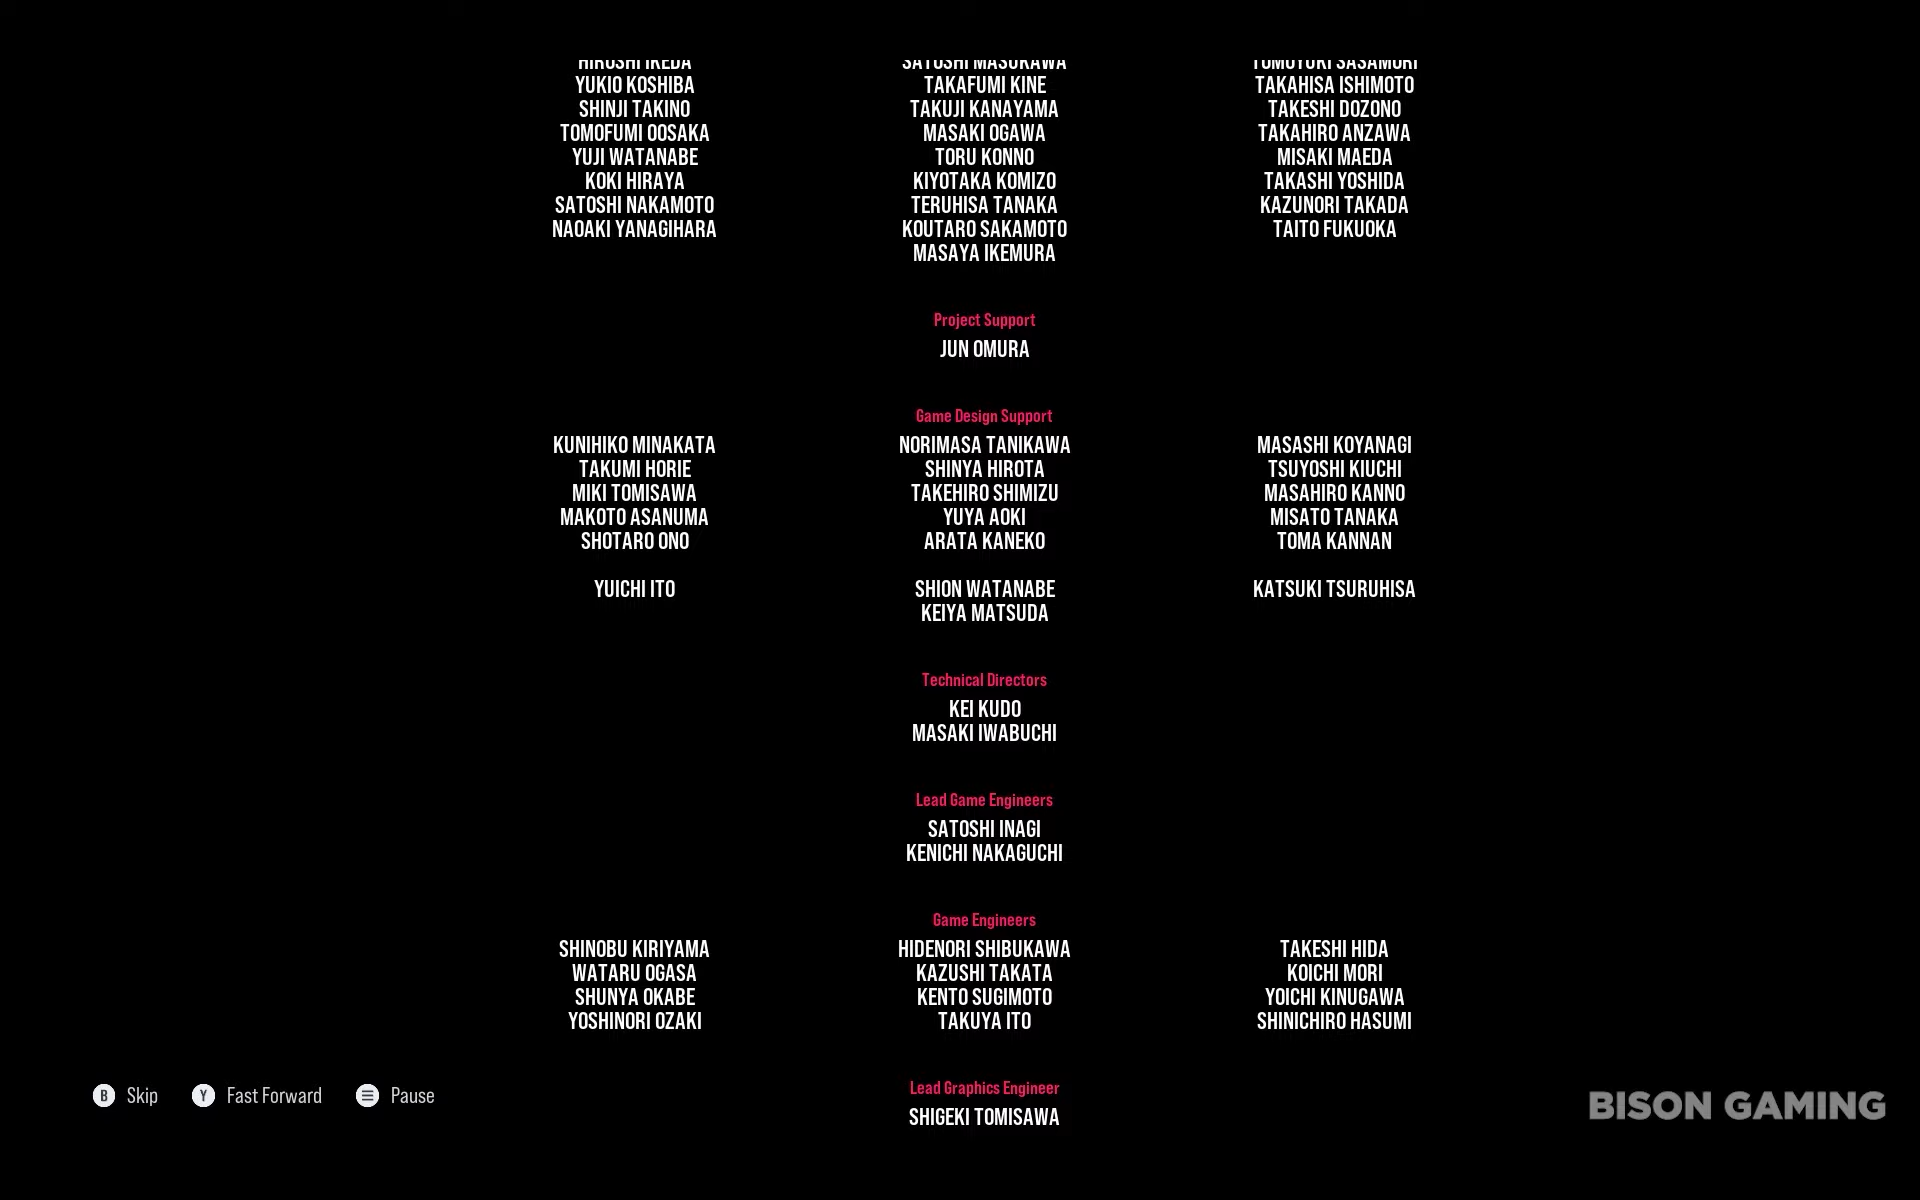 HIROSHI IKEDA SATOSHI MASUKAWA TOMOYUKI SASAMORI
YUKIO KOSHIBA TAKAFUMI KINE TAKAHISA ISHIMOTO
SHINJI TAKINO TAKUJI KANAYAMA TAKESHI DOZONO
TOMOFUMI OOSAKA MASAKI OGAWA TAKAHIRO ANZAWA
YUJI WATANABE TORU KONNO MISAKI MAEDA
KOKI HIRAYA KIYOTAKA KOMIZO TAKASHI YOSHIDA
SATOSHI NAKAMOTO TERUHISA TANAKA KAZUNORI TAKADA
NAOAKI YANAGIHARA KOUTARO SAKAMOTO TAITO FUKUOKA
MASAYA IKEMURA
Project Support
JUN OMURA
Game Design Support
KUNIHIKO MINAKATA NORIMASA TANIKAWA MASASHI KOYANAGI
TAKUMI HORIE SHINYA HIROTA TSUYOSHI KIUCHI
MIKI TOMISAWA TAKEHIRO SHIMIZU MASAHIRO KANNO
MAKOTO ASANUMA YUYA AOKI MISATO TANAKA
SHOTARO ONO ARATA KANEKO TOMA KANNAN
YUICHI ITO SHION WATANABE KATSUKI TSURUHISA
KEIYA MATSUDA
Technical Directors
KEI KUDO
MASAKI IWABUCHI
Lead Game Engineers
SATOSHI INAGI
KENICHI NAKAGUCHI
Game Engineers
SHINOBU KIRIYAMA HIDENORI SHIBUKAWA TAKESHI HIDA
WATARU OGASA KAZUSHI TAKATA KOICHI MORI
SHUNYA OKABE KENTO SUGIMOTO YOICHI KINUGAWA
YOSHINORI OZAKI TAKUYA ITO SHINICHIRO HASUMI
Lead Graphics Engineer
SHIGEKI TOMISAWA
B Skip Y Fast Forward Pause
BISON GAMING